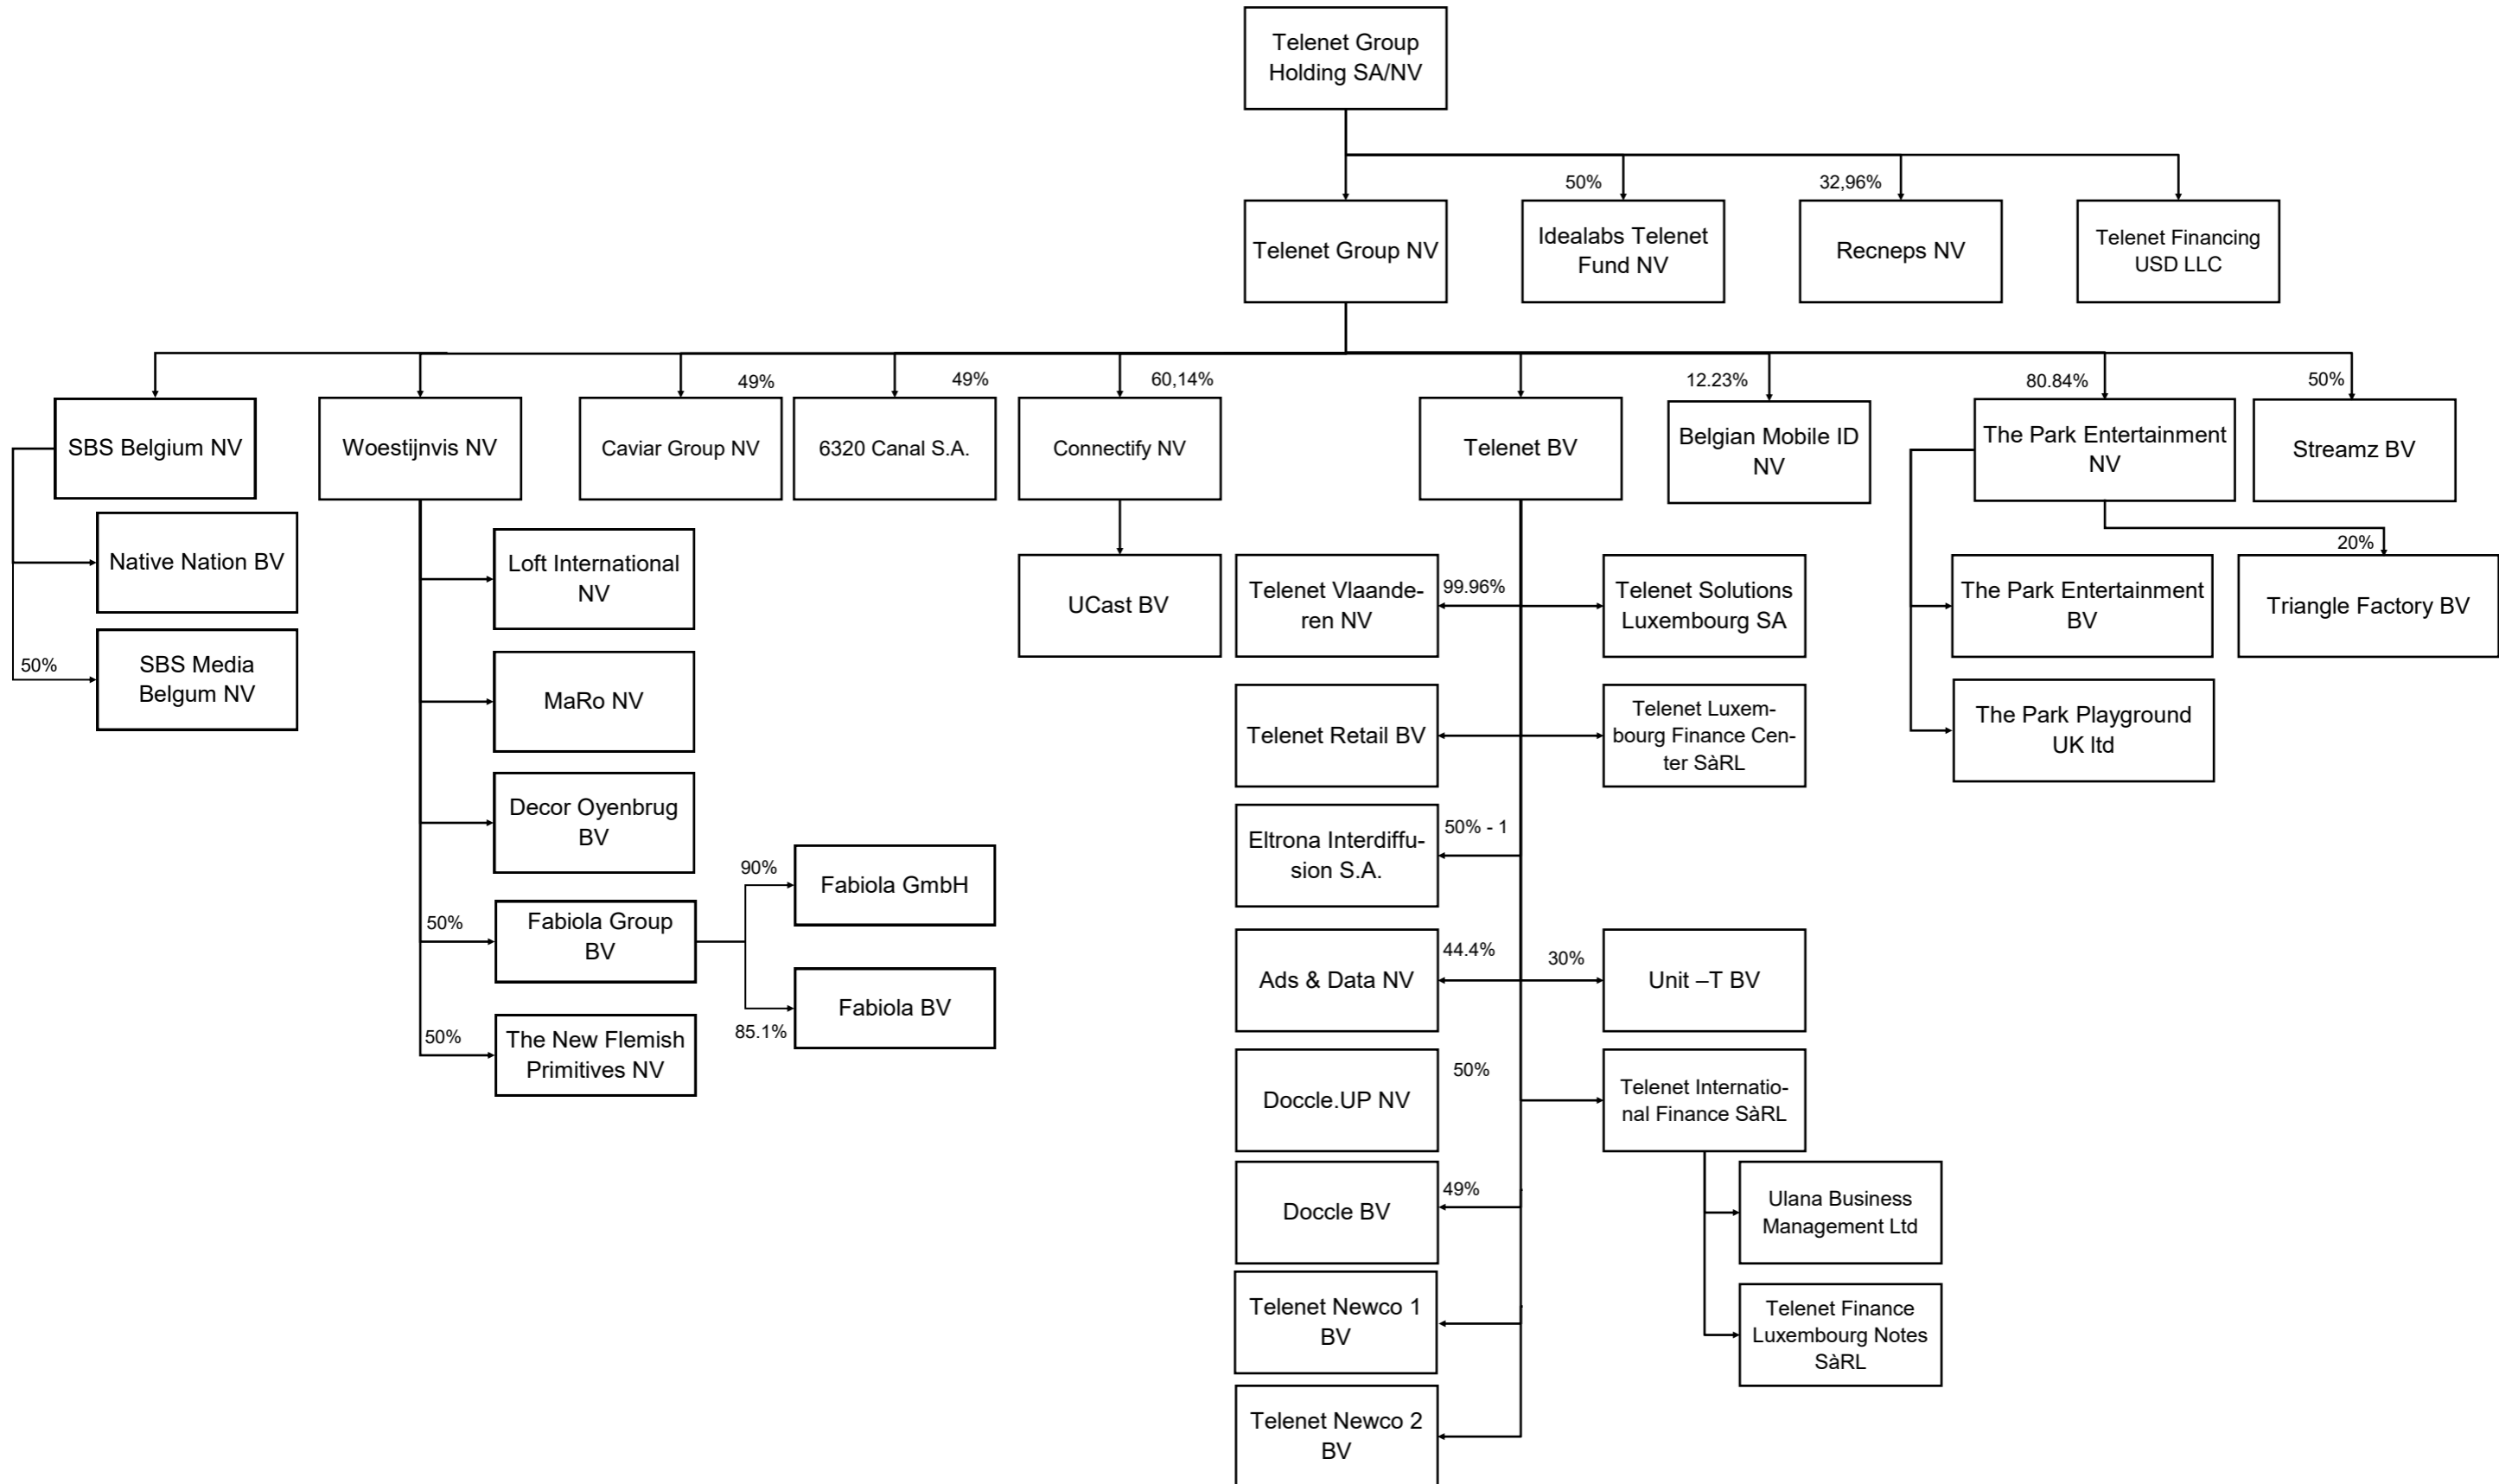 Telenet Group
Holding SA/NV
50%
32,96%
Telenet Group NV
Idealabs Telenet
Fund NV
Recneps NV
Telenet Financing
USD LLC
49%
49%
60,14%
12.23%
80.84%
50%
SBS Belgium NV
Woestijnvis NV
Caviar Group NV
6320 Canal S.A.
Connectify NV
Telenet BV
Belgian Mobile ID
NV
The Park Entertainment
NV
Streamz BV
Native Nation BV
50%
SBS Media
Belgum NV
Loft International
NV
MaRo NV
Decor Oyenbrug
BV
50%
Fabiola Group
BV
90%
Fabiola GmbH
85.1%
Fabiola BV
50%
The New Flemish
Primitives NV
UCast BV
Telenet Vlaande-
ren NV
99.96%
Telenet Solutions
Luxembourg SA
Telenet Retail BV
Telenet Luxem-
bourg Finance Cen-
ter SàRL
Eltrona Interdiffu-
sion S.A.
50% - 1
Ads & Data NV
44.4%
30%
Unit –T BV
Doccle.UP NV
50%
Telenet Internatio-
nal Finance SàRL
Doccle BV
49%
Ulana Business
Management Ltd
Telenet Newco 1
BV
Telenet Finance
Luxembourg Notes
SàRL
Telenet Newco 2
BV
20%
The Park Entertainment
BV
Triangle Factory BV
The Park Playground
UK ltd